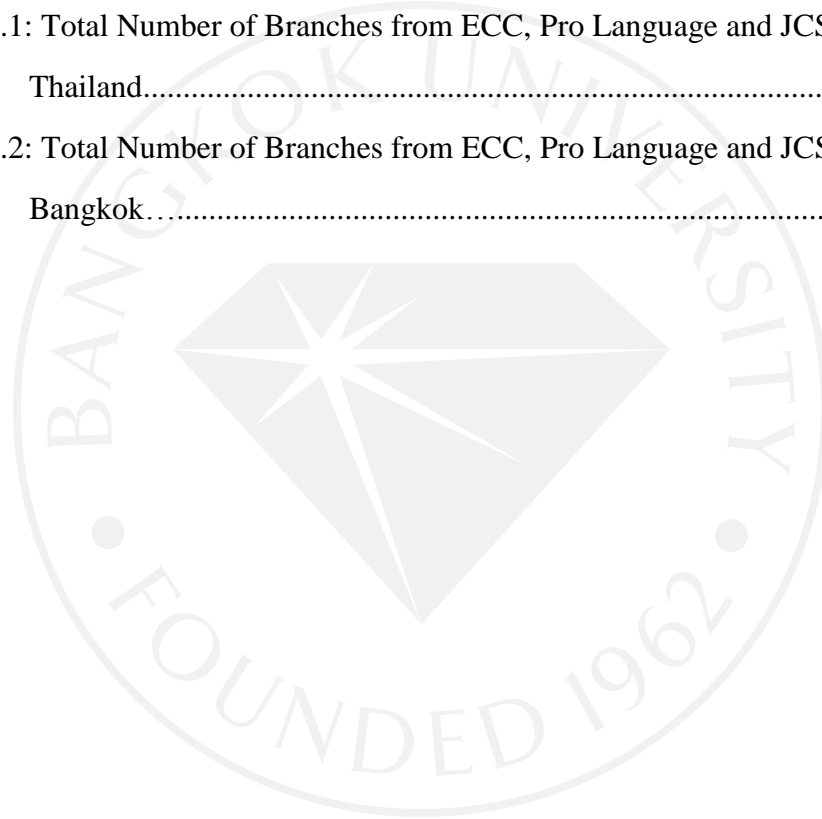 .1: Total Number of Branches from ECC, Pro Language and JCS
Thailand....................................................................................
.2: Total Number of Branches from ECC, Pro Language and JCS
Bangkok…................................................................................
BANGKOK UNIVERSITY
FOUNDED 1962